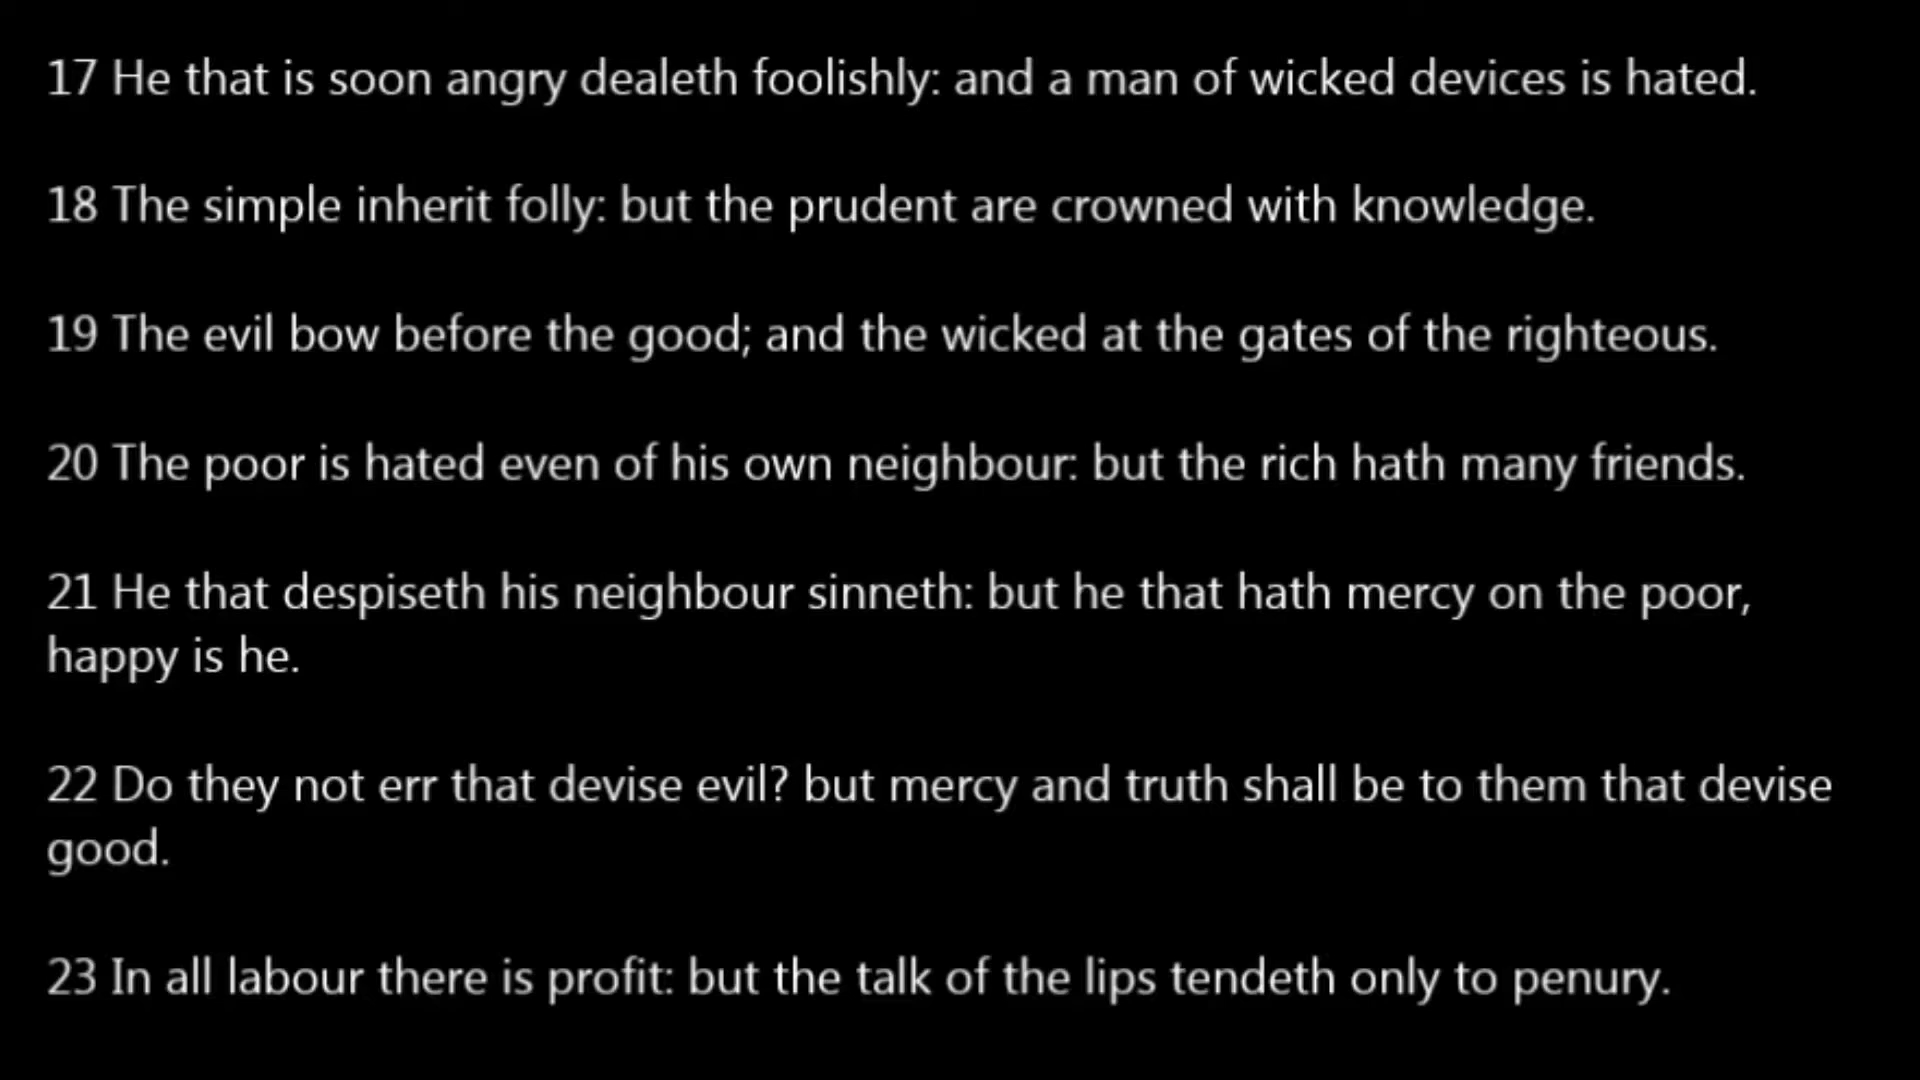 17 He that is soon angry dealeth foolishly: and a man of wicked devices is hated.
18 The simple inherit folly: but the prudent are crowned with knowledge.
19 The evil bow before the good; and the wicked at the gates of the righteous.
20 The poor is hated even of his own neighbour: but the rich hath many friends.
21 He that despiseth his neighbour sinneth: but he that hath mercy on the poor,
happy is he.
22 Do they not err that devise evil? but mercy and truth shall be to them that devise
good.
23 In all labour there is profit: but the talk of the lips tendeth only to penury.